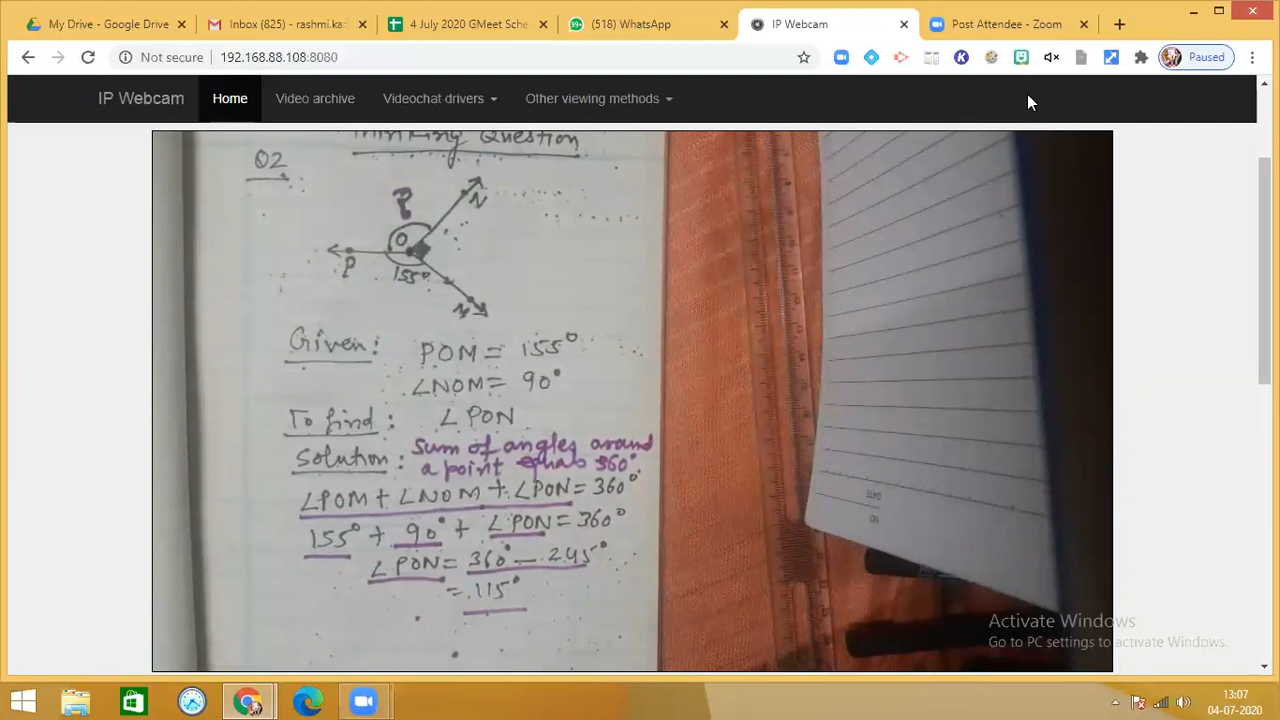 My Drive - Google Drive
Inbox (825) - rashmi.ka
4 July 2020 GMeet Sche
(518) WhatsApp
IP Webcam
Post Attendee - Zoom
Not secure
192.168.88.108:8080
Paused
IP Webcam
Home
Video archive
Videochat drivers
Other viewing methods
Thinking Question
Q2
N
O
P
155°
M
Given: POM = 155°
∠NOM = 90°
To find: ∠PON
Solution: Sum of angles around
a point equals 360°
∠POM + ∠NOM + ∠PON = 360°
155° + 90° + ∠PON = 360°
∠PON = 360° - 245°
= 115°
DATE
NO
Activate Windows
Go to PC settings to activate Windows.
13:07
04-07-2020